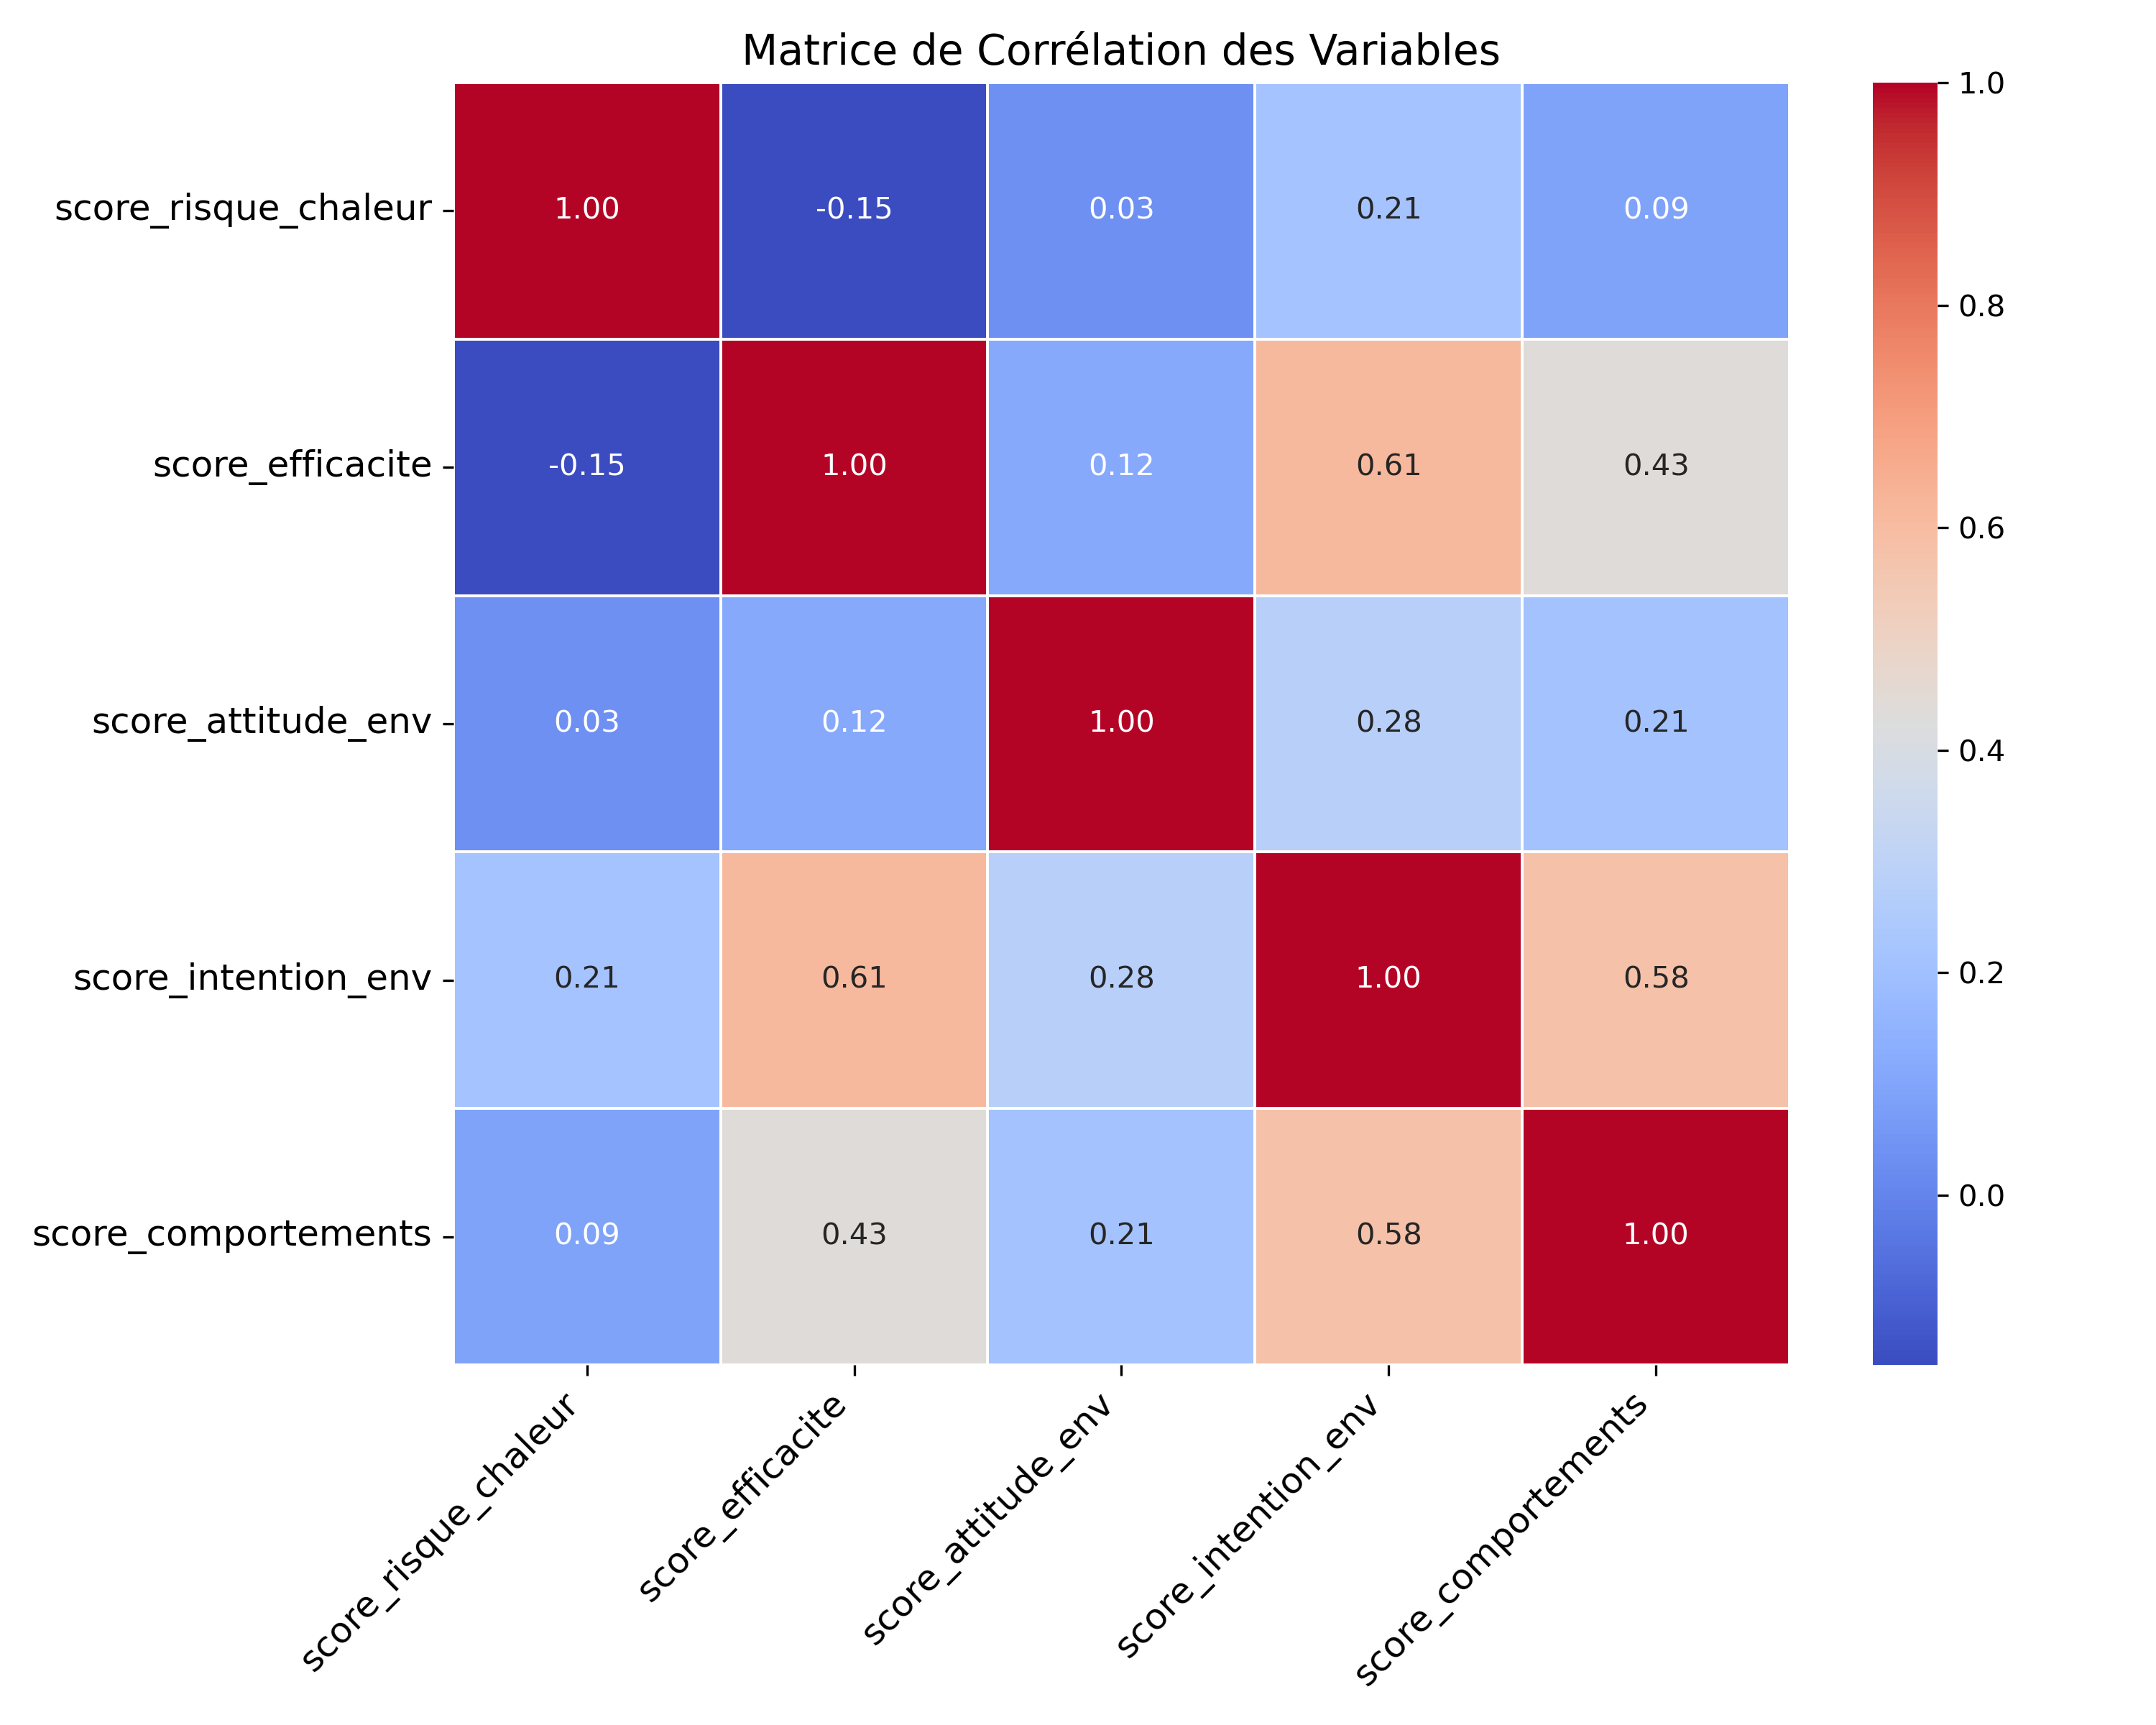 Matrice de Corrélation des Variables
score_risque_chaleur 1.00 -0.15 0.03 0.21 0.09
score_efficacite -0.15 1.00 0.12 0.61 0.43
score_attitude_env 0.03 0.12 1.00 0.28 0.21
score_intention_env 0.21 0.61 0.28 1.00 0.58
score_comportements 0.09 0.43 0.21 0.58 1.00
score_risque_chaleur
score_efficacite
score_attitude_env
score_intention_env
score_comportements
1.0
0.8
0.6
0.4
0.2
0.0